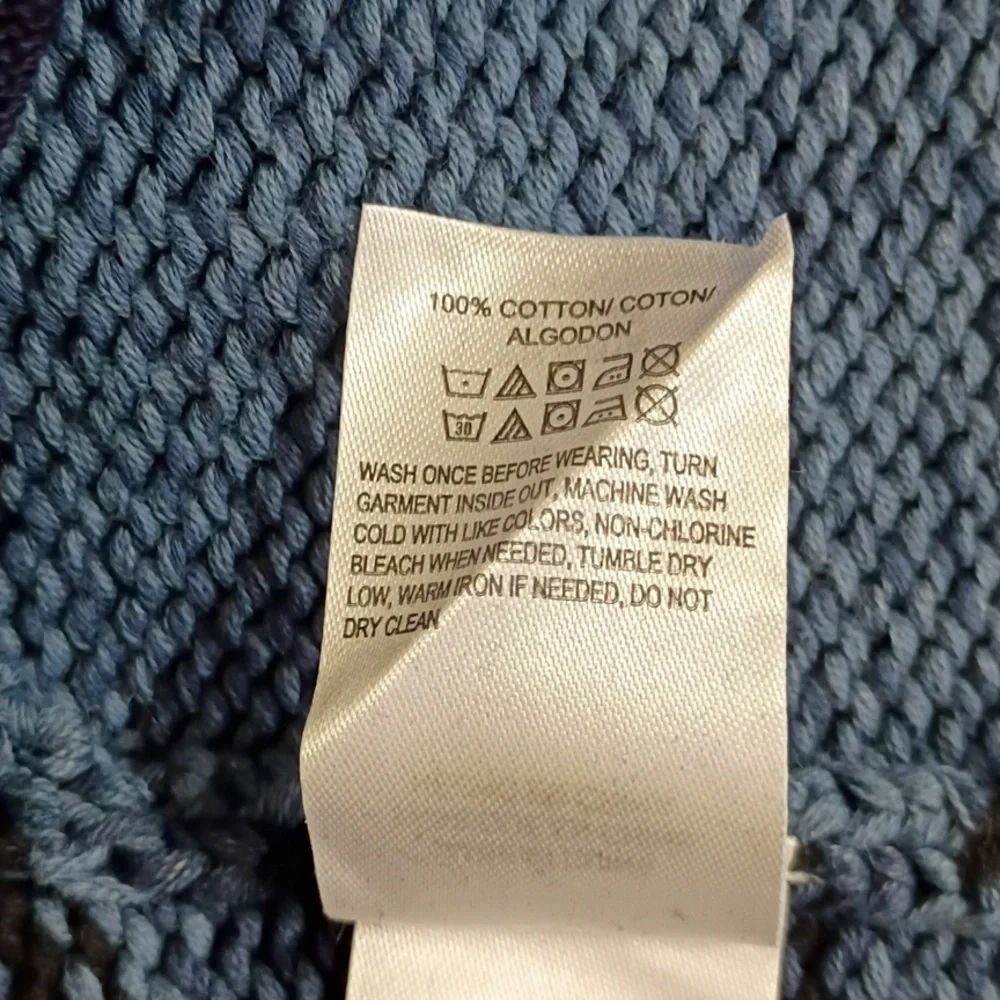 100% COTTON/ COTON/
ALGODON
30
WASH ONCE BEFORE WEARING, TURN
GARMENT INSIDE OUT, MACHINE WASH
COLD WITH LIKE COLORS, NON-CHLORINE
BLEACH WHEN NEEDED, TUMBLE DRY
LOW, WARM IRON IF NEEDED, DO NOT
DRY CLEAN